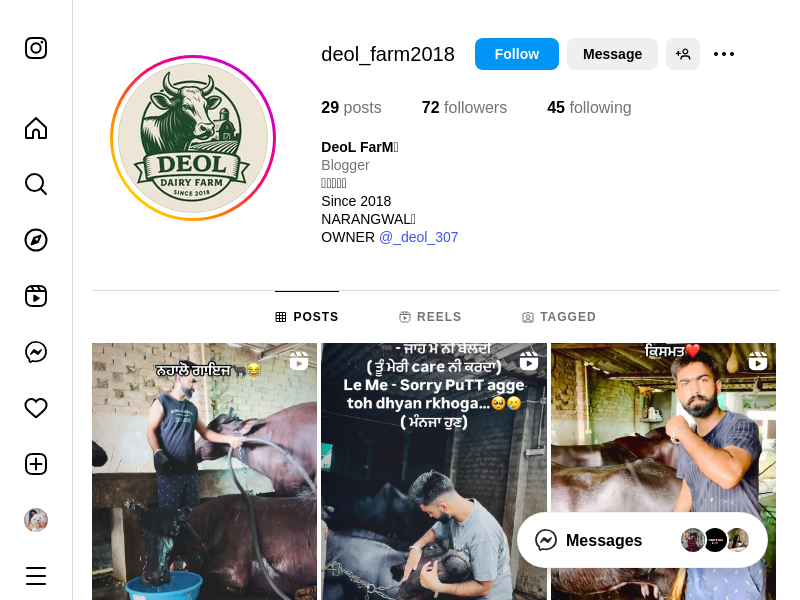 deol_farm2018
Follow
Message
29 posts
72 followers
45 following
DeoL FarM
Blogger
Since 2018
NARANGWAL
OWNER @_deol_307
DEOL
DAIRY FARM
SINCE 2018
POSTS
REELS
TAGGED
ਨਹਾਲੋ ਗਾਇਜ 🐃😂
- ਜਾਹ ਮੈਂ ਨੀ ਬੋਲਦੀ
( ਤੂੰ ਮੇਰੀ care ਨੀ ਕਰਦਾ)
Le Me - Sorry PuTT agge
toh dhyan rkhoga...🥺🥲
( ਮੰਨਜਾ ਹੁਣ)
ਕਿਸਮਤ❤️
Messages